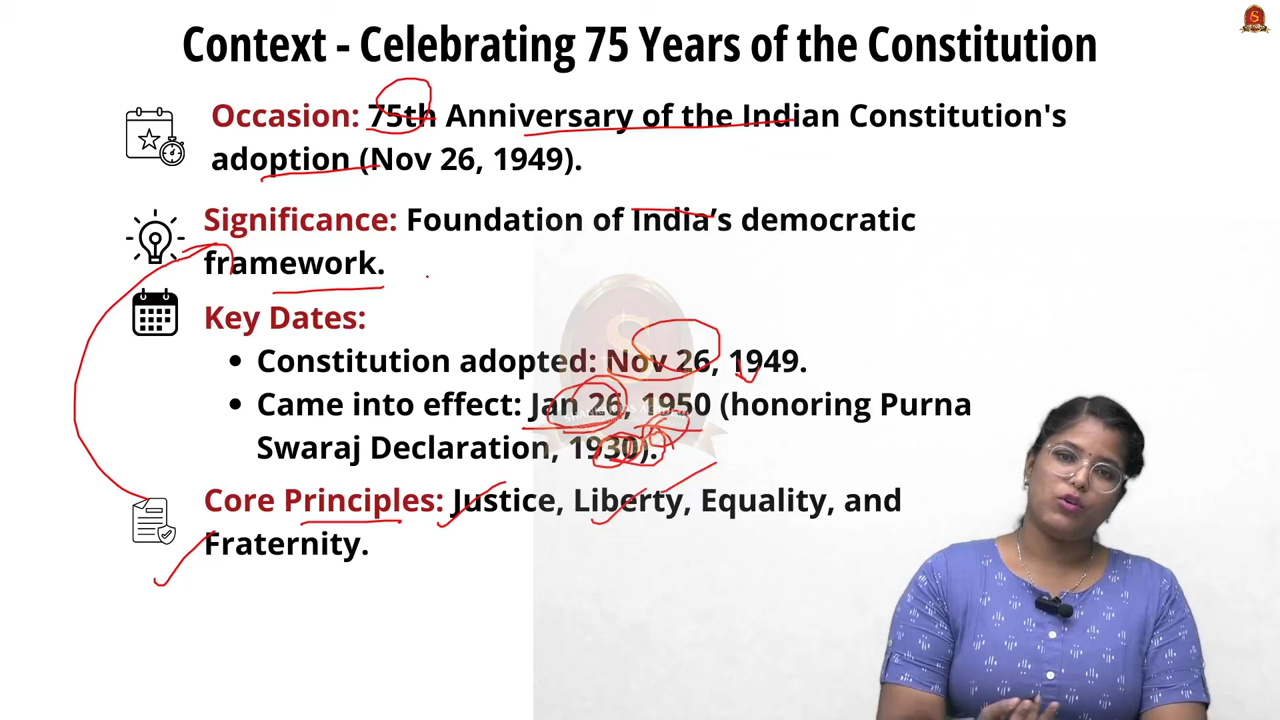 Context - Celebrating 75 Years of the Constitution
Occasion: 75th Anniversary of the Indian Constitution's
adoption (Nov 26, 1949).
Significance: Foundation of India’s democratic
framework.
Key Dates:
• Constitution adopted: Nov 26, 1949.
• Came into effect: Jan 26, 1950 (honoring Purna
Swaraj Declaration, 1930).
Core Principles: Justice, Liberty, Equality, and
Fraternity.